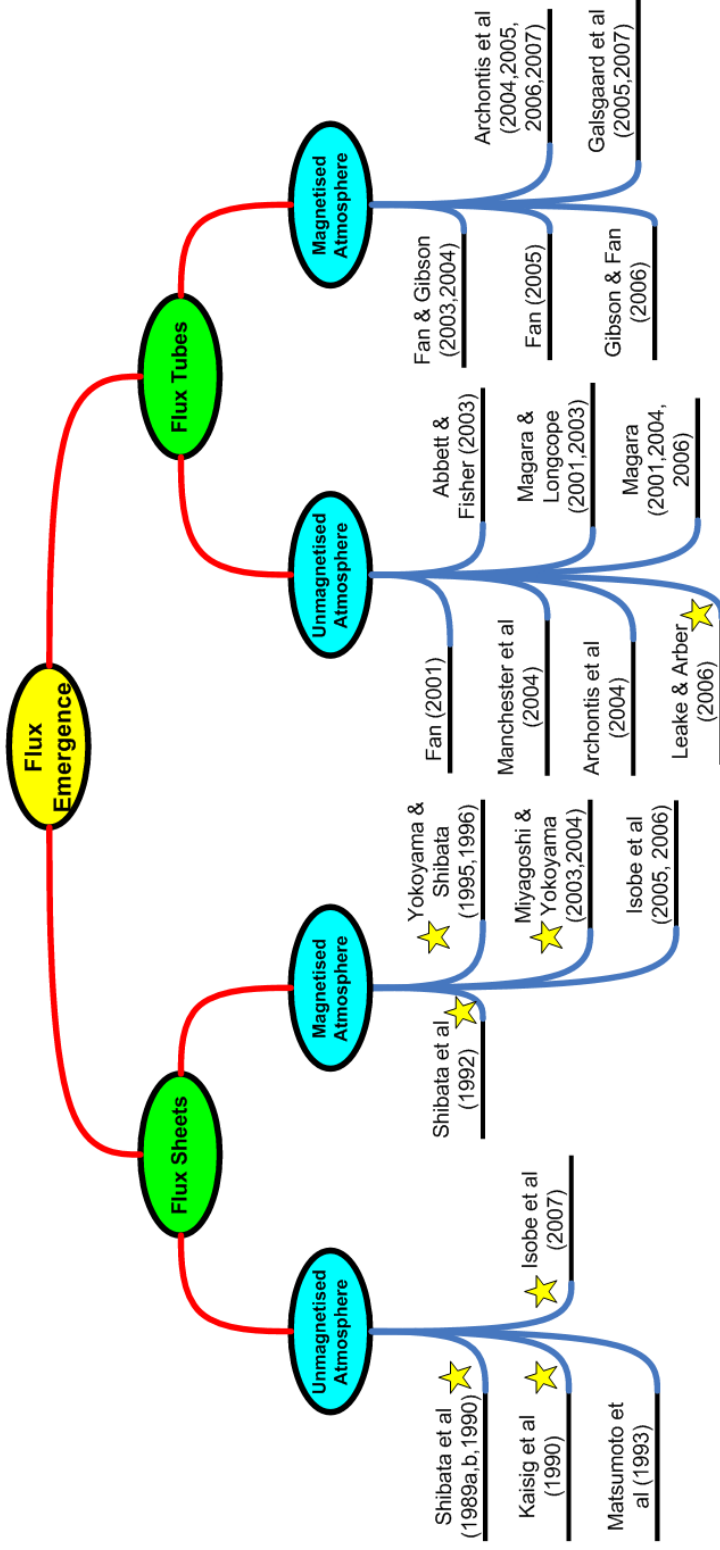 Flux
Emergence
Flux Sheets
Flux Tubes
Unmagnetised
Atmosphere
Magnetised
Atmosphere
Unmagnetised
Atmosphere
Magnetised
Atmosphere
Shibata et al
(1989a,b,1990)
Kaisig et al
(1990)
Matsumoto et
al (1993)
Isobe et al
(2007)
Shibata et al
(1992)
Yokoyama &
Shibata
(1995,1996)
Miyagoshi &
Yokoyama
(2003,2004)
Isobe et al
(2005, 2006)
Fan (2001)
Manchester et al
(2004)
Archontis et al
(2004)
Leake & Arber
(2006)
Abbett &
Fisher (2003)
Magara &
Longcope
(2001,2003)
Magara
(2001,2004,
2006)
Fan & Gibson
(2003,2004)
Fan (2005)
Gibson & Fan
(2006)
Archontis et al
(2004,2005,
2006,2007)
Galsgaard et al
(2005,2007)